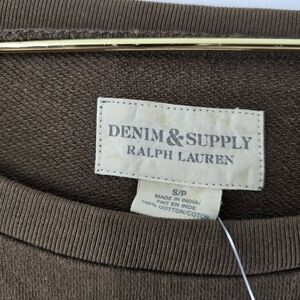 DENIM & SUPPLY
RALPH LAUREN
S/P
MADE IN INDIA/
FAIT EN INDE
100% COTTON/COTON